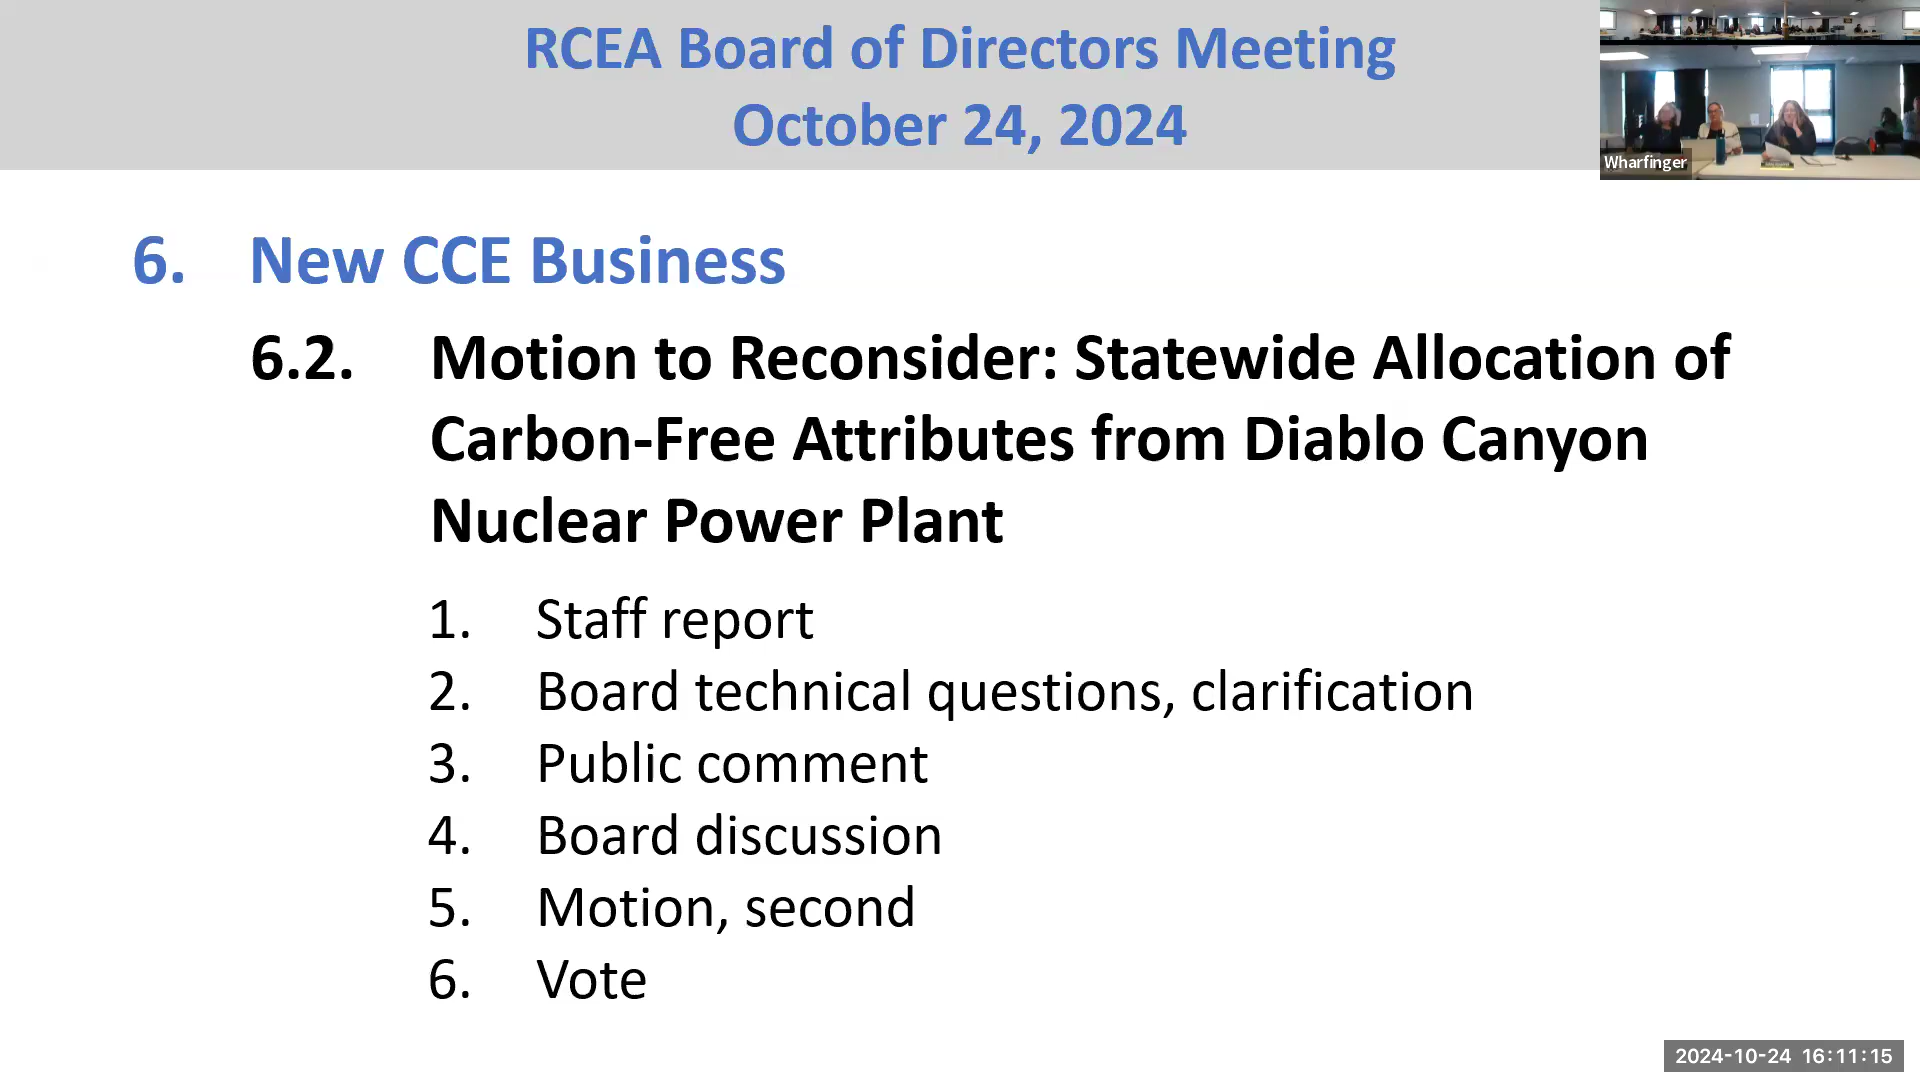 RCEA Board of Directors Meeting
October 24, 2024
Wharfinger
6. New CCE Business
6.2. Motion to Reconsider: Statewide Allocation of
Carbon-Free Attributes from Diablo Canyon
Nuclear Power Plant
1. Staff report
2. Board technical questions, clarification
3. Public comment
4. Board discussion
5. Motion, second
6. Vote
2024-10-24 16:11:15